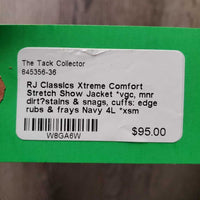 The Tack Collector
845356-36
RJ Classics Xtreme Comfort
Stretch Show Jacket *vgc, mnr
dirt?stains & snags, cuffs: edge
rubs & frays Navy 4L *xsm
W8GA6W
$95.00